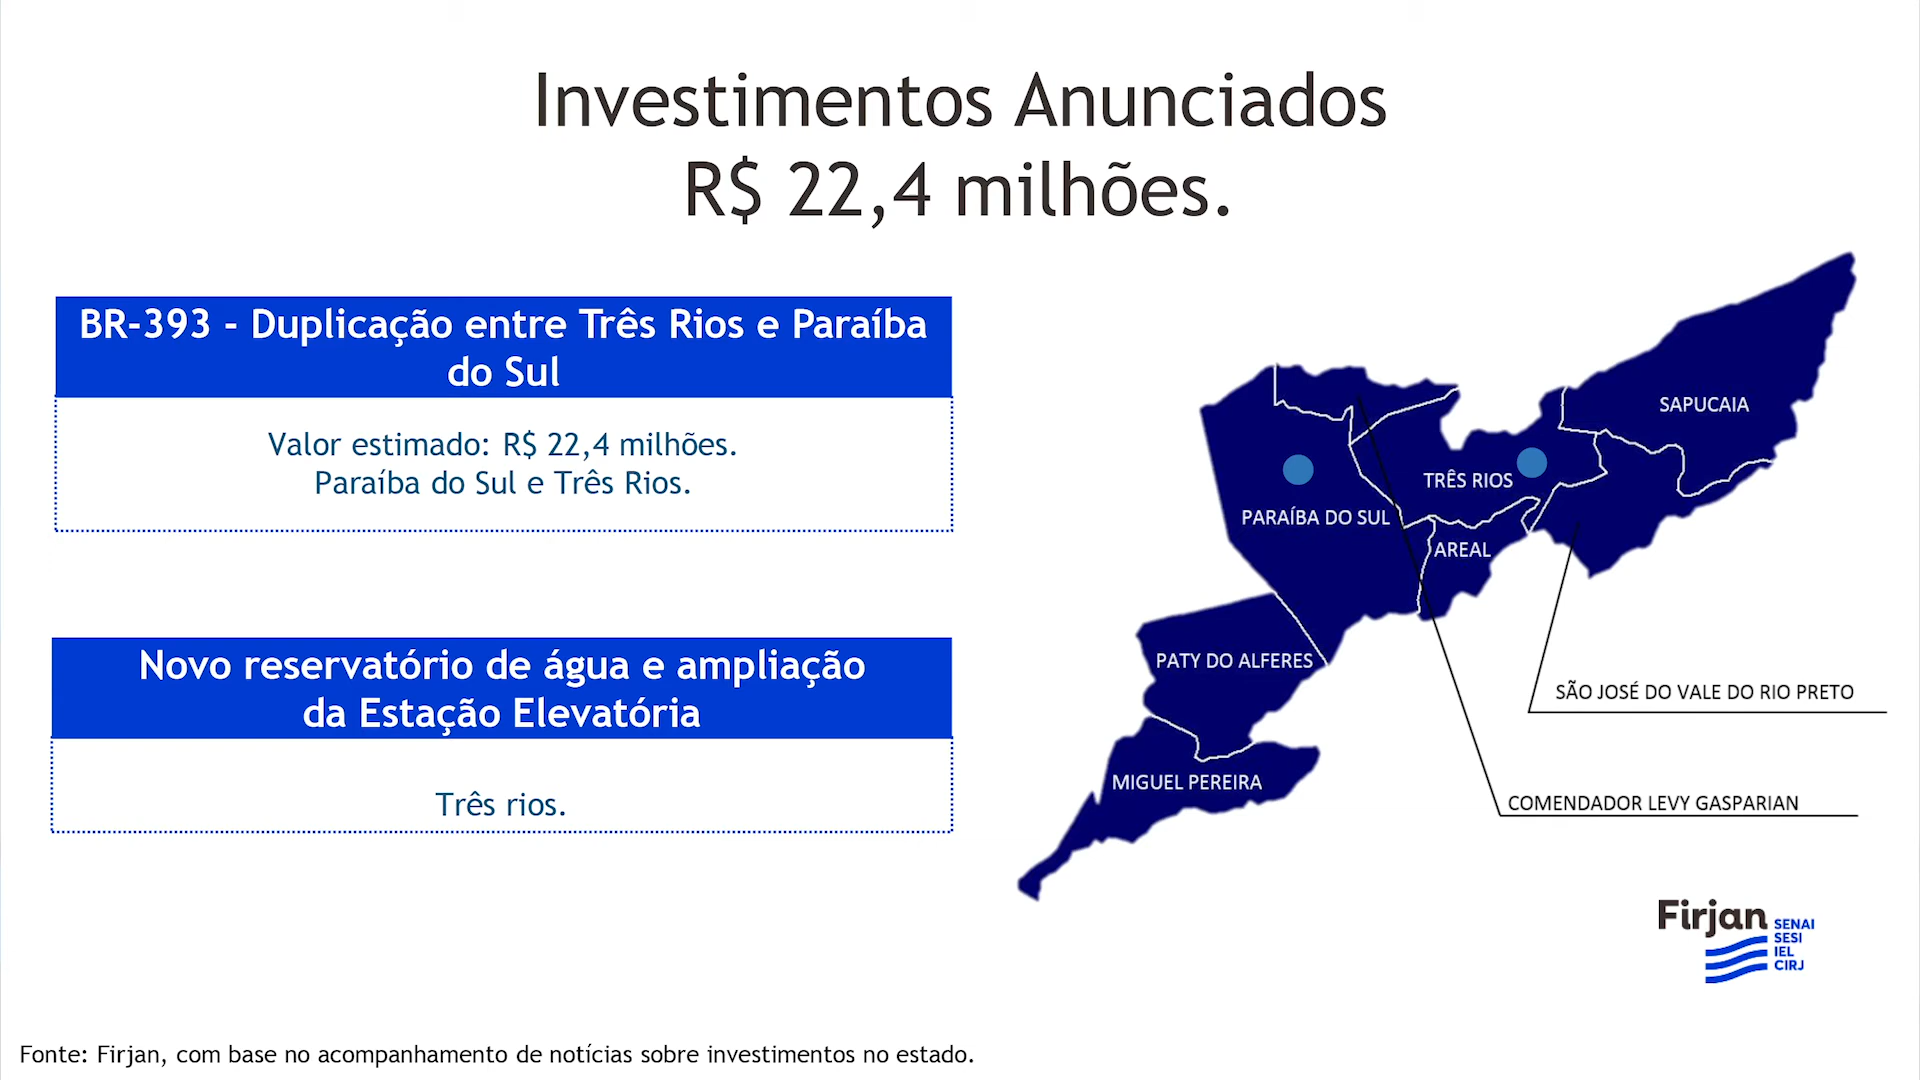 Investimentos Anunciados
R$ 22,4 milhões.
BR-393 - Duplicação entre Três Rios e Paraíba
do Sul
Valor estimado: R$ 22,4 milhões.
Paraíba do Sul e Três Rios.
Novo reservatório de água e ampliação
da Estação Elevatória
Três rios.
SAPUCAIA
TRÊS RIOS
PARAÍBA DO SUL
AREAL
PATY DO ALFERES
SÃO JOSÉ DO VALE DO RIO PRETO
MIGUEL PEREIRA
COMENDADOR LEVY GASPARIAN
Firjan
SENAI
SESI
IEL
CIRJ
Fonte: Firjan, com base no acompanhamento de notícias sobre investimentos no estado.